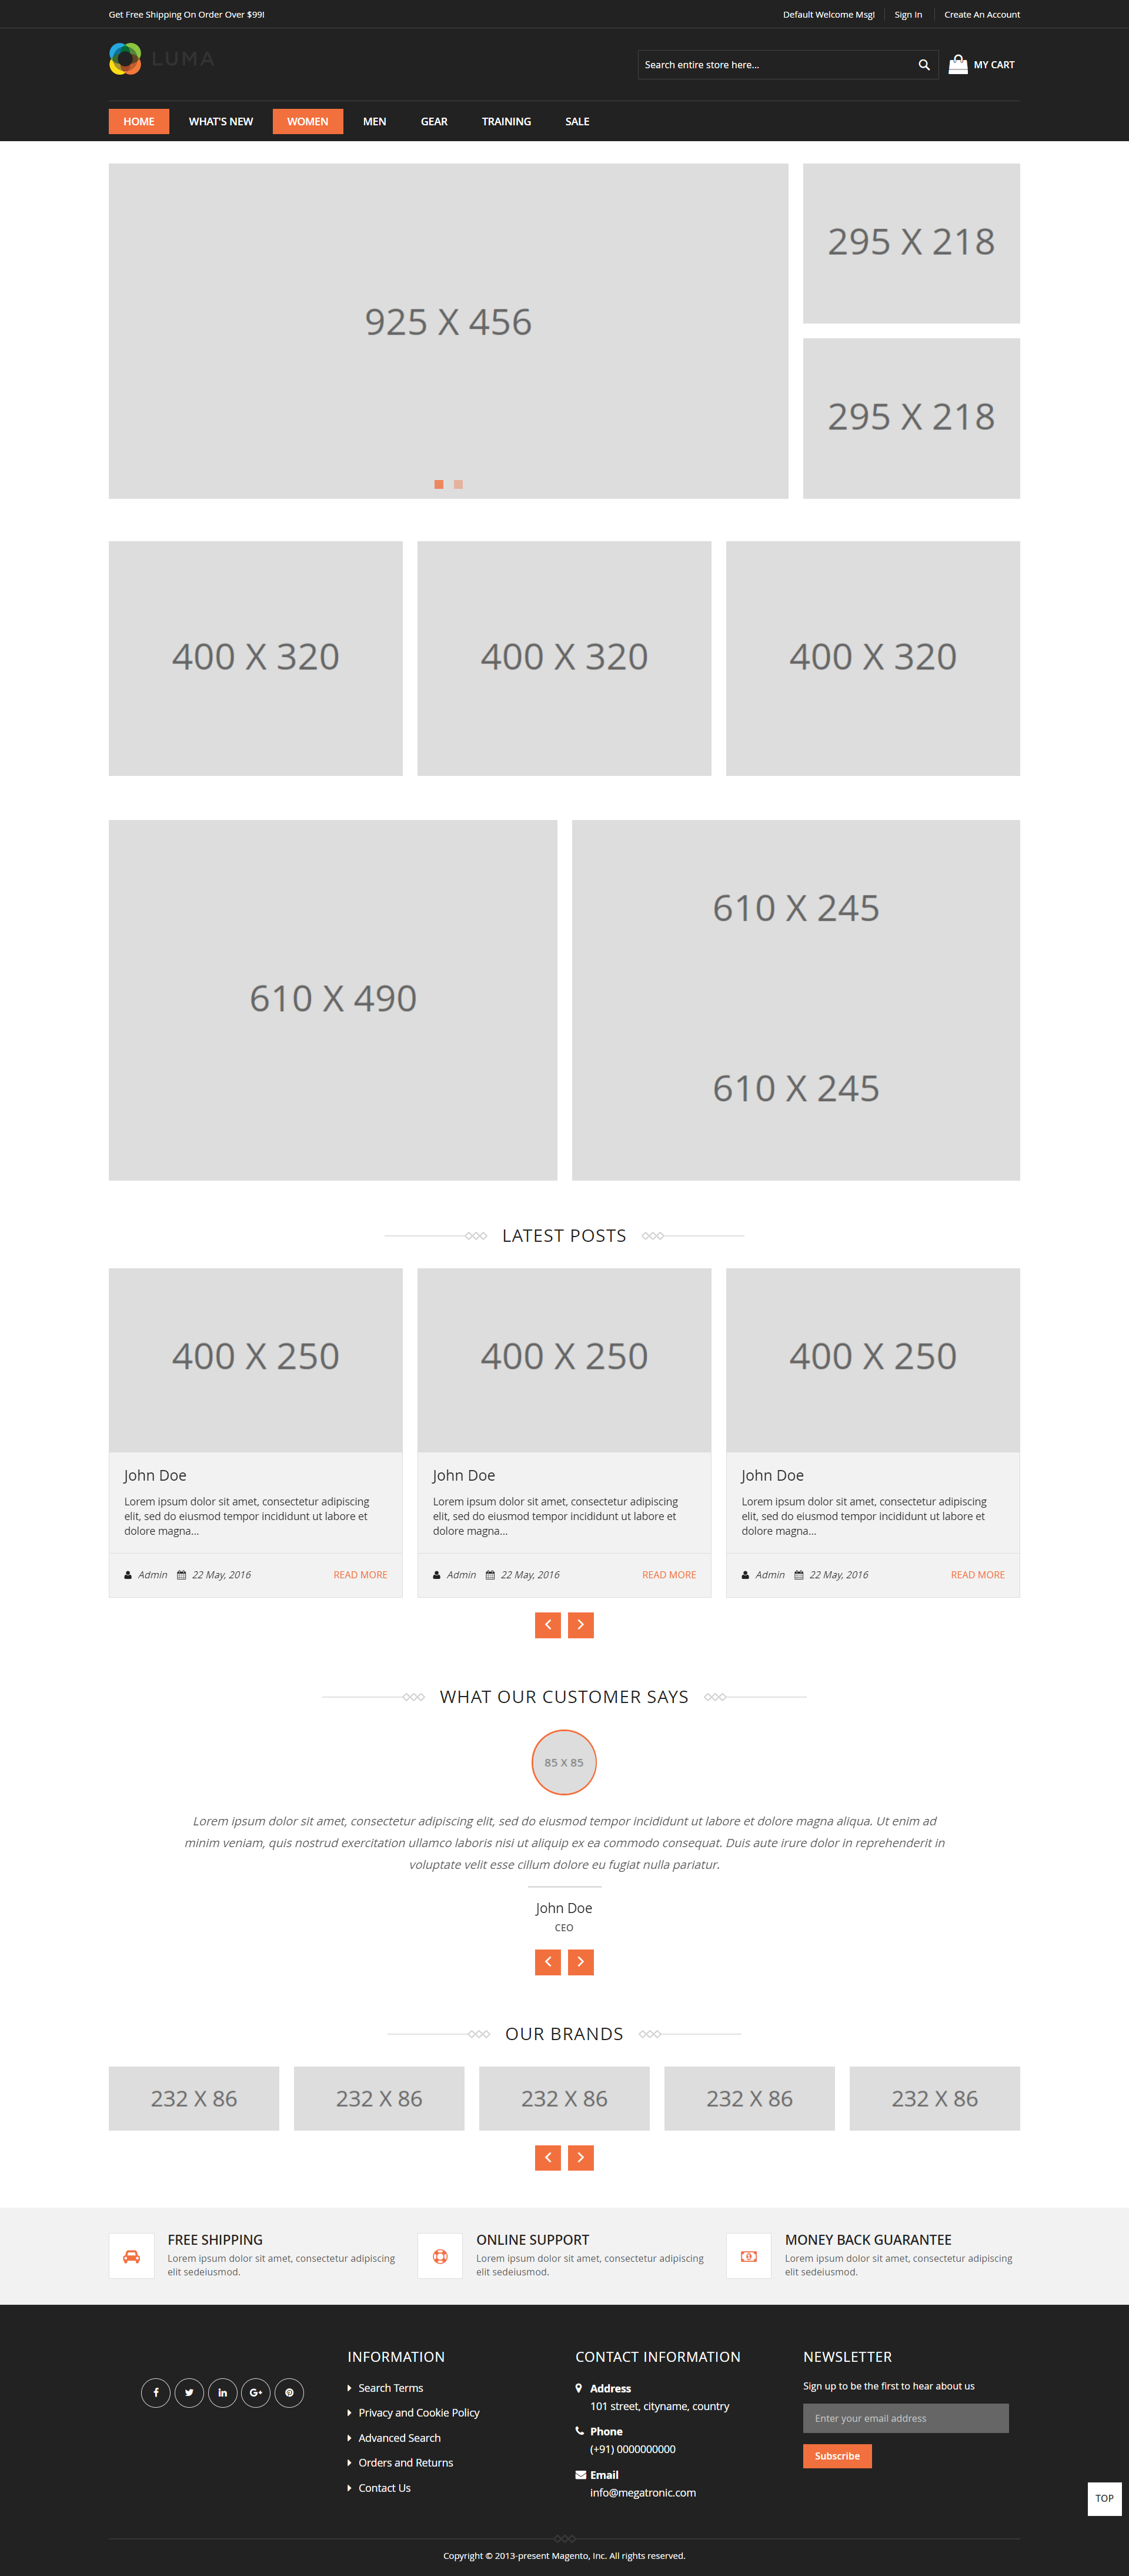 Get Free Shipping On Order Over $99!
Default Welcome Msg! Sign In Create An Account
LUMA
Search entire store here...
MY CART
HOME WHAT'S NEW WOMEN MEN GEAR TRAINING SALE
925 X 456
295 X 218
295 X 218
400 X 320
400 X 320
400 X 320
610 X 490
610 X 245
610 X 245
LATEST POSTS
400 X 250
John Doe
Lorem ipsum dolor sit amet, consectetur adipiscing
elit, sed do eiusmod tempor incididunt ut labore et
dolore magna...
Admin 22 May, 2016 READ MORE
400 X 250
John Doe
Lorem ipsum dolor sit amet, consectetur adipiscing
elit, sed do eiusmod tempor incididunt ut labore et
dolore magna...
Admin 22 May, 2016 READ MORE
400 X 250
John Doe
Lorem ipsum dolor sit amet, consectetur adipiscing
elit, sed do eiusmod tempor incididunt ut labore et
dolore magna...
Admin 22 May, 2016 READ MORE
WHAT OUR CUSTOMER SAYS
85 X 85
Lorem ipsum dolor sit amet, consectetur adipiscing elit, sed do eiusmod tempor incididunt ut labore et dolore magna aliqua. Ut enim ad
minim veniam, quis nostrud exercitation ullamco laboris nisi ut aliquip ex ea commodo consequat. Duis aute irure dolor in reprehenderit in
voluptate velit esse cillum dolore eu fugiat nulla pariatur.
John Doe
CEO
OUR BRANDS
232 X 86
232 X 86
232 X 86
232 X 86
232 X 86
FREE SHIPPING
Lorem ipsum dolor sit amet, consectetur adipiscing
elit sedeiusmod.
ONLINE SUPPORT
Lorem ipsum dolor sit amet, consectetur adipiscing
elit sedeiusmod.
MONEY BACK GUARANTEE
Lorem ipsum dolor sit amet, consectetur adipiscing
elit sedeiusmod.
INFORMATION
Search Terms
Privacy and Cookie Policy
Advanced Search
Orders and Returns
Contact Us
CONTACT INFORMATION
Address
101 street, cityname, country
Phone
(+91) 0000000000
Email
info@megatronic.com
NEWSLETTER
Sign up to be the first to hear about us
Enter your email address
Subscribe
TOP
Copyright © 2013-present Magento, Inc. All rights reserved.